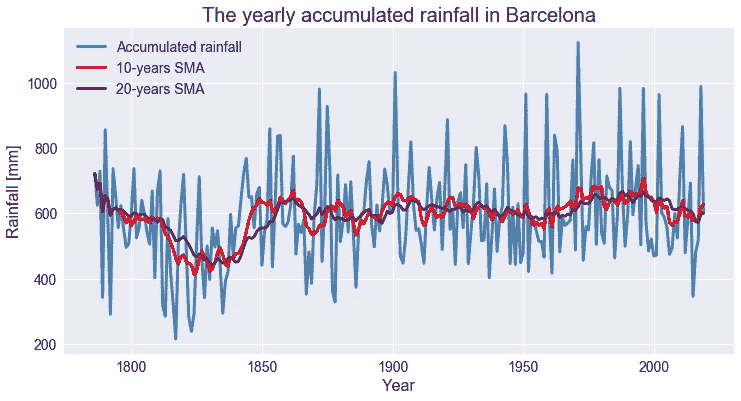 The yearly accumulated rainfall in Barcelona
Accumulated rainfall
10-years SMA
20-years SMA
Rainfall [mm]
1000
800
600
400
200
1800
1850
1900
1950
2000
Year